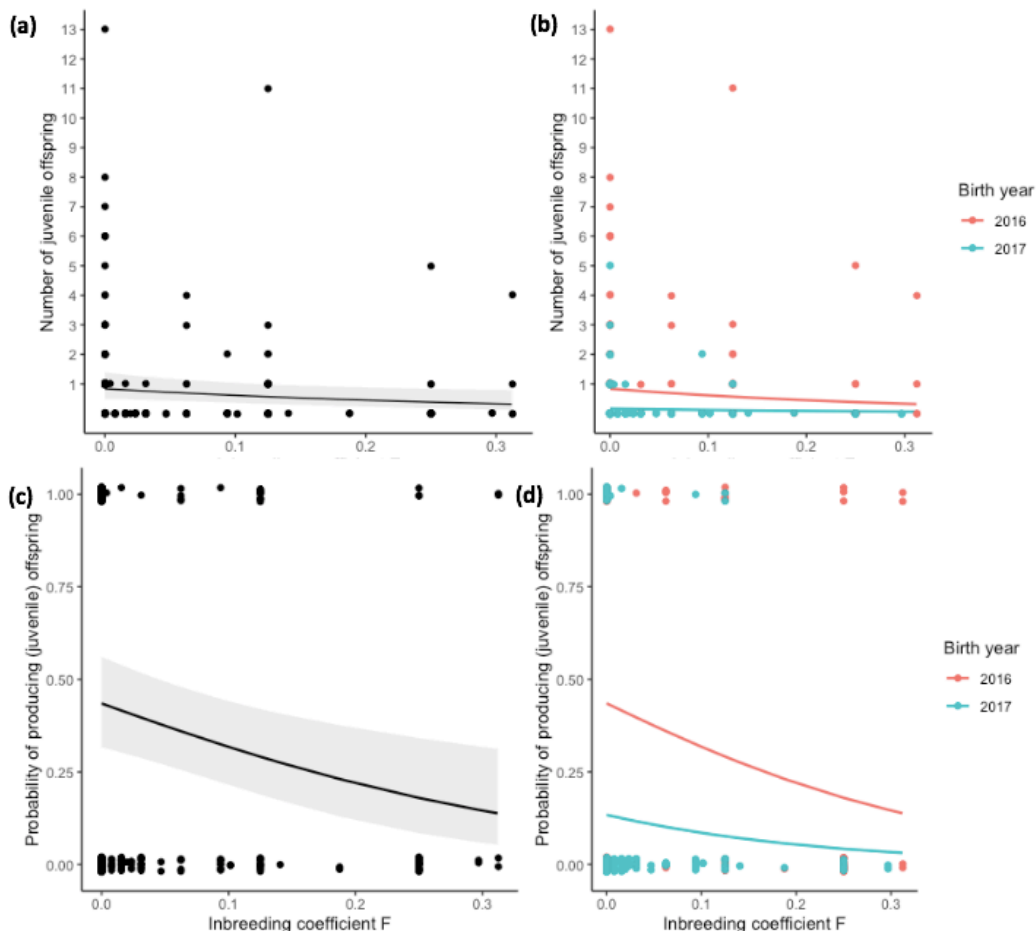 (a)
Number of juvenile offspring
13
12
11
10
9
8
7
6
5
4
3
2
1
0.0 0.1 0.2 0.3
(b)
Number of juvenile offspring
13
12
11
10
9
8
7
6
5
4
3
2
1
0.0 0.1 0.2 0.3
Birth year
2016
2017
(c)
Probability of producing (juvenile) offspring
1.00
0.75
0.50
0.25
0.00
0.0 0.1 0.2 0.3
Inbreeding coefficient F
(d)
Probability of producing (juvenile) offspring
1.00
0.75
0.50
0.25
0.00
0.0 0.1 0.2 0.3
Inbreeding coefficient F
Birth year
2016
2017